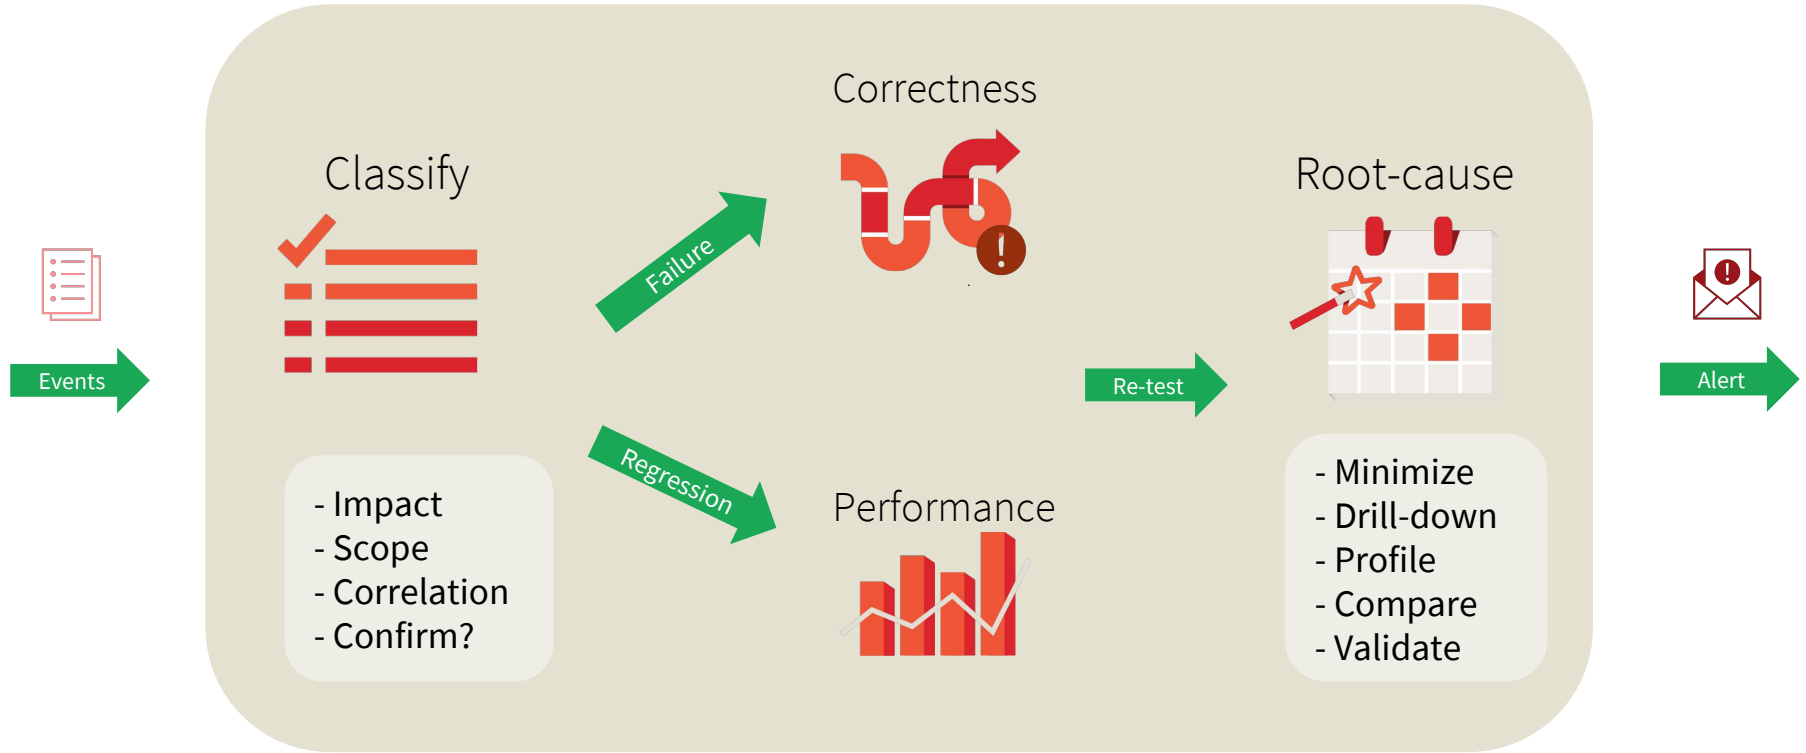 Events
Classify
- Impact
- Scope
- Correlation
- Confirm?
Failure
Regression
Correctness
!
Performance
Re-test
Root-cause
- Minimize
- Drill-down
- Profile
- Compare
- Validate
!
Alert